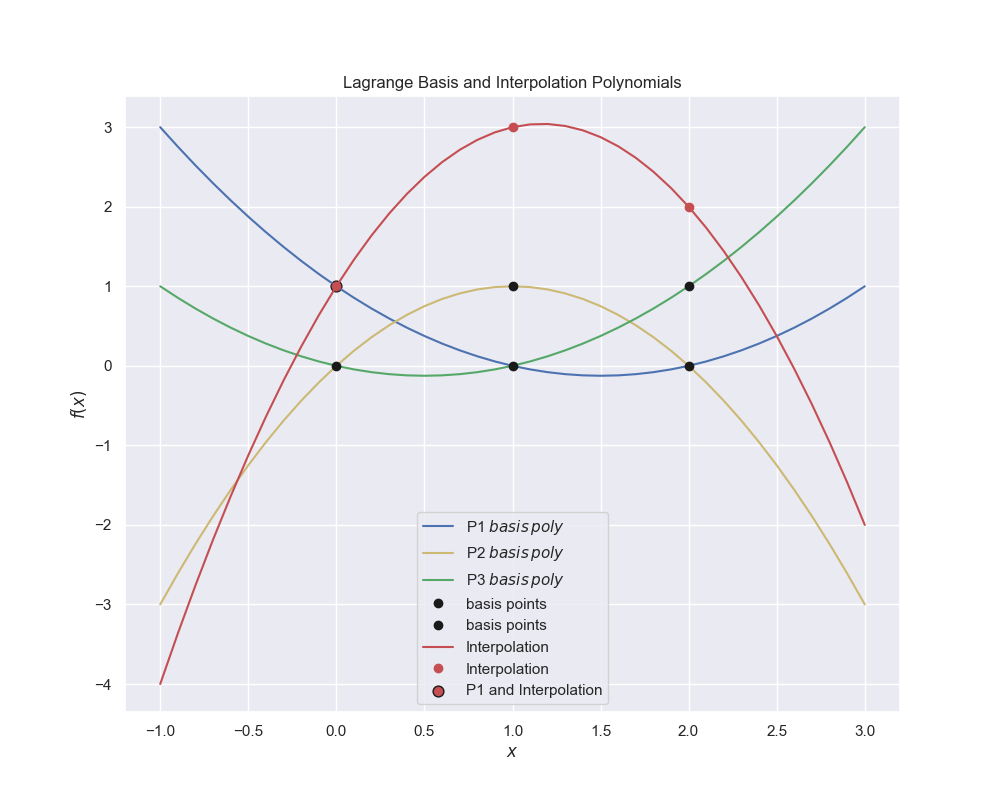 Lagrange Basis and Interpolation Polynomials
3
2
1
0
−1
−2
−3
−4
f(x)
P1 basis poly
P2 basis poly
P3 basis poly
basis points
basis points
Interpolation
Interpolation
P1 and Interpolation
−1.0 −0.5 0.0 0.5 1.0 1.5 2.0 2.5 3.0
x